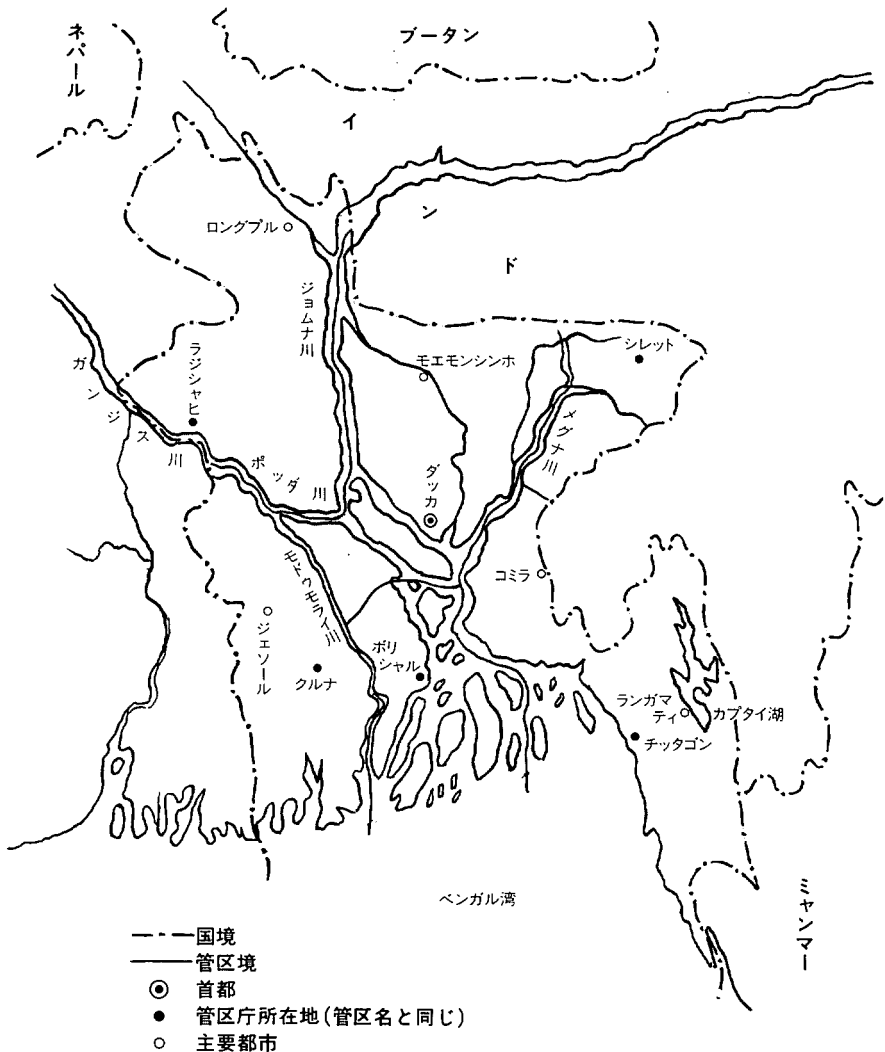 ネパール
ブータン
イ
ン
ド
ロングプル
ジョムナ川
ラジシャヒ
ガンジス川
モエモンシンホ
シレット
メグナ川
ポッダ川
ダッカ
コミラ
モドゥモティ川
ジェソール
クルナ
ボリ
シャル
ランガマ
ティ
カプタイ湖
チッタゴン
ベンガル湾
ミャンマー
国境
管区境
首都
管区庁所在地(管区名と同じ)
主要都市